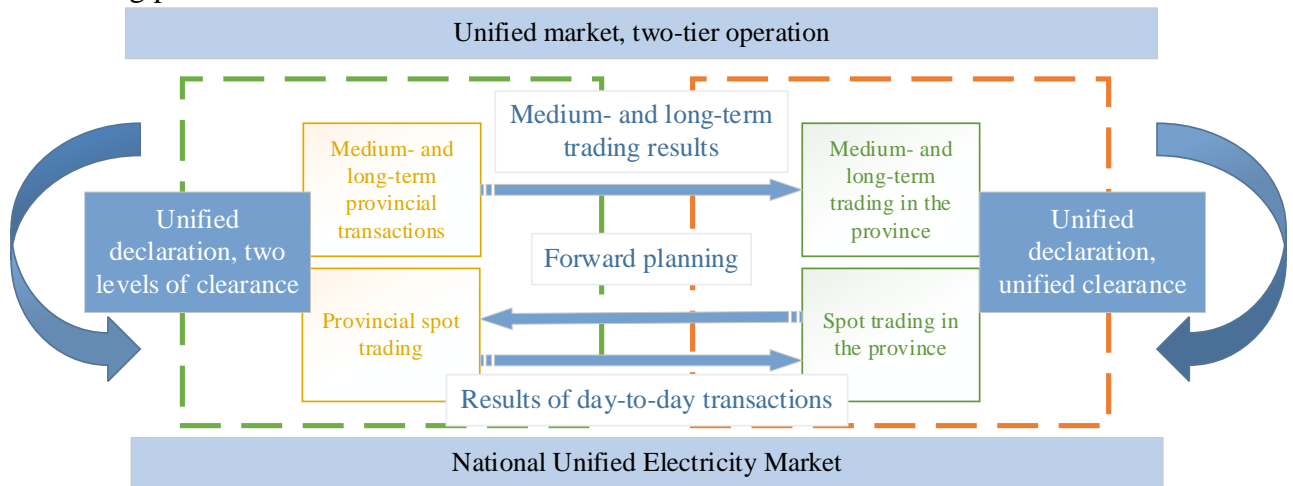 Unified market, two-tier operation
Medium- and long-term
trading results
Medium- and
long-term
provincial
transactions
Medium- and
long-term
trading in the
province
Unified
declaration, two
levels of clearance
Unified
declaration,
unified clearance
Forward planning
Provincial spot
trading
Spot trading in
the province
Results of day-to-day transactions
National Unified Electricity Market